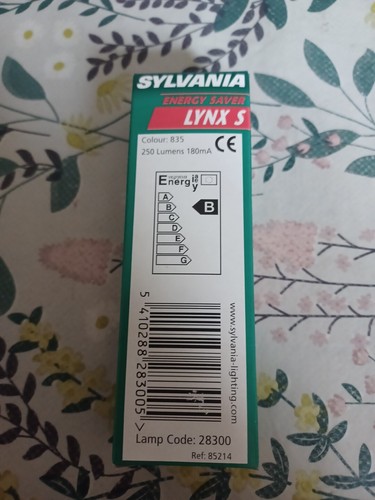 SYLVANIA
ENERGY SAVER
LYNX S
Colour: 835
250 Lumens 180mA
CE
Energy
A
B
C
D
E
F
G
B
5 410288 283005 >
www.sylvania-lighting.com
Lamp Code: 28300
Ref: 85214